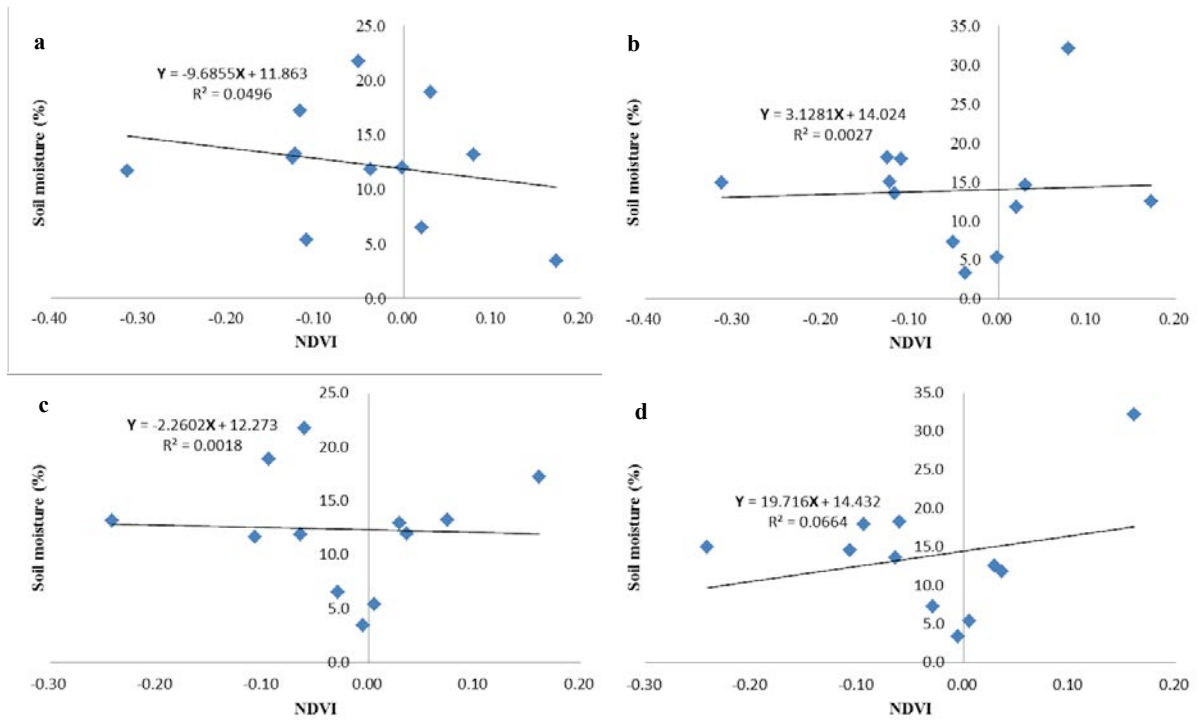 a
25.0
20.0
15.0
10.0
5.0
0.0
Y = -9.6855X + 11.863
R² = 0.0496
Soil moisture (%)
-0.40 -0.30 -0.20 -0.10 0.00 0.10 0.20
NDVI
b
35.0
30.0
25.0
20.0
15.0
10.0
5.0
0.0
Y = 3.1281X + 14.024
R² = 0.0027
Soil moisture (%)
-0.40 -0.30 -0.20 -0.10 0.00 0.10 0.20
NDVI
c
25.0
20.0
15.0
10.0
5.0
0.0
Y = -2.2602X + 12.273
R² = 0.0018
Soil moisture (%)
-0.30 -0.20 -0.10 0.00 0.10 0.20
NDVI
d
35.0
30.0
25.0
20.0
15.0
10.0
5.0
0.0
Y = 19.716X + 14.432
R² = 0.0664
Soil moisture (%)
-0.30 -0.20 -0.10 0.00 0.10 0.20
NDVI